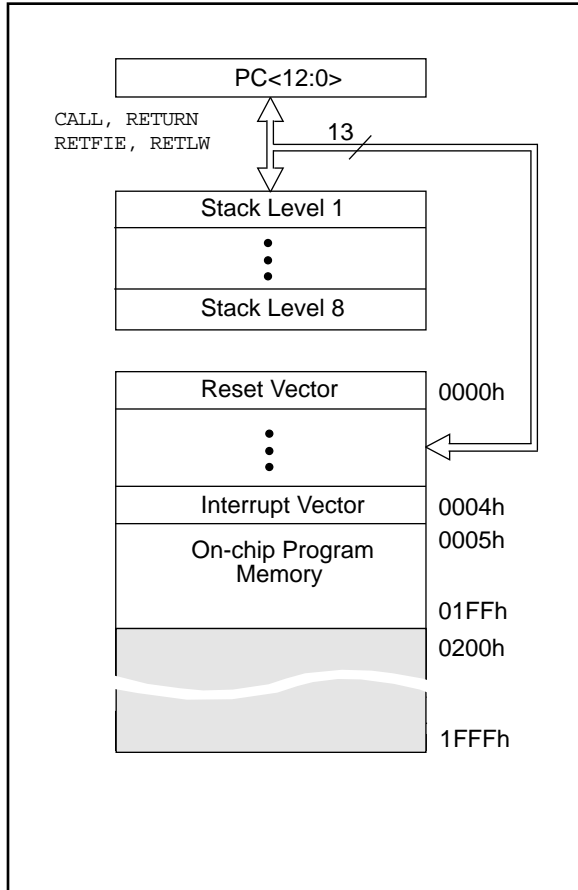 PC<12:0>
CALL, RETURN
RETFIE, RETLW
13
Stack Level 1
Stack Level 8
Reset Vector
0000h
Interrupt Vector
0004h
0005h
On-chip Program
Memory
01FFh
0200h
1FFFh